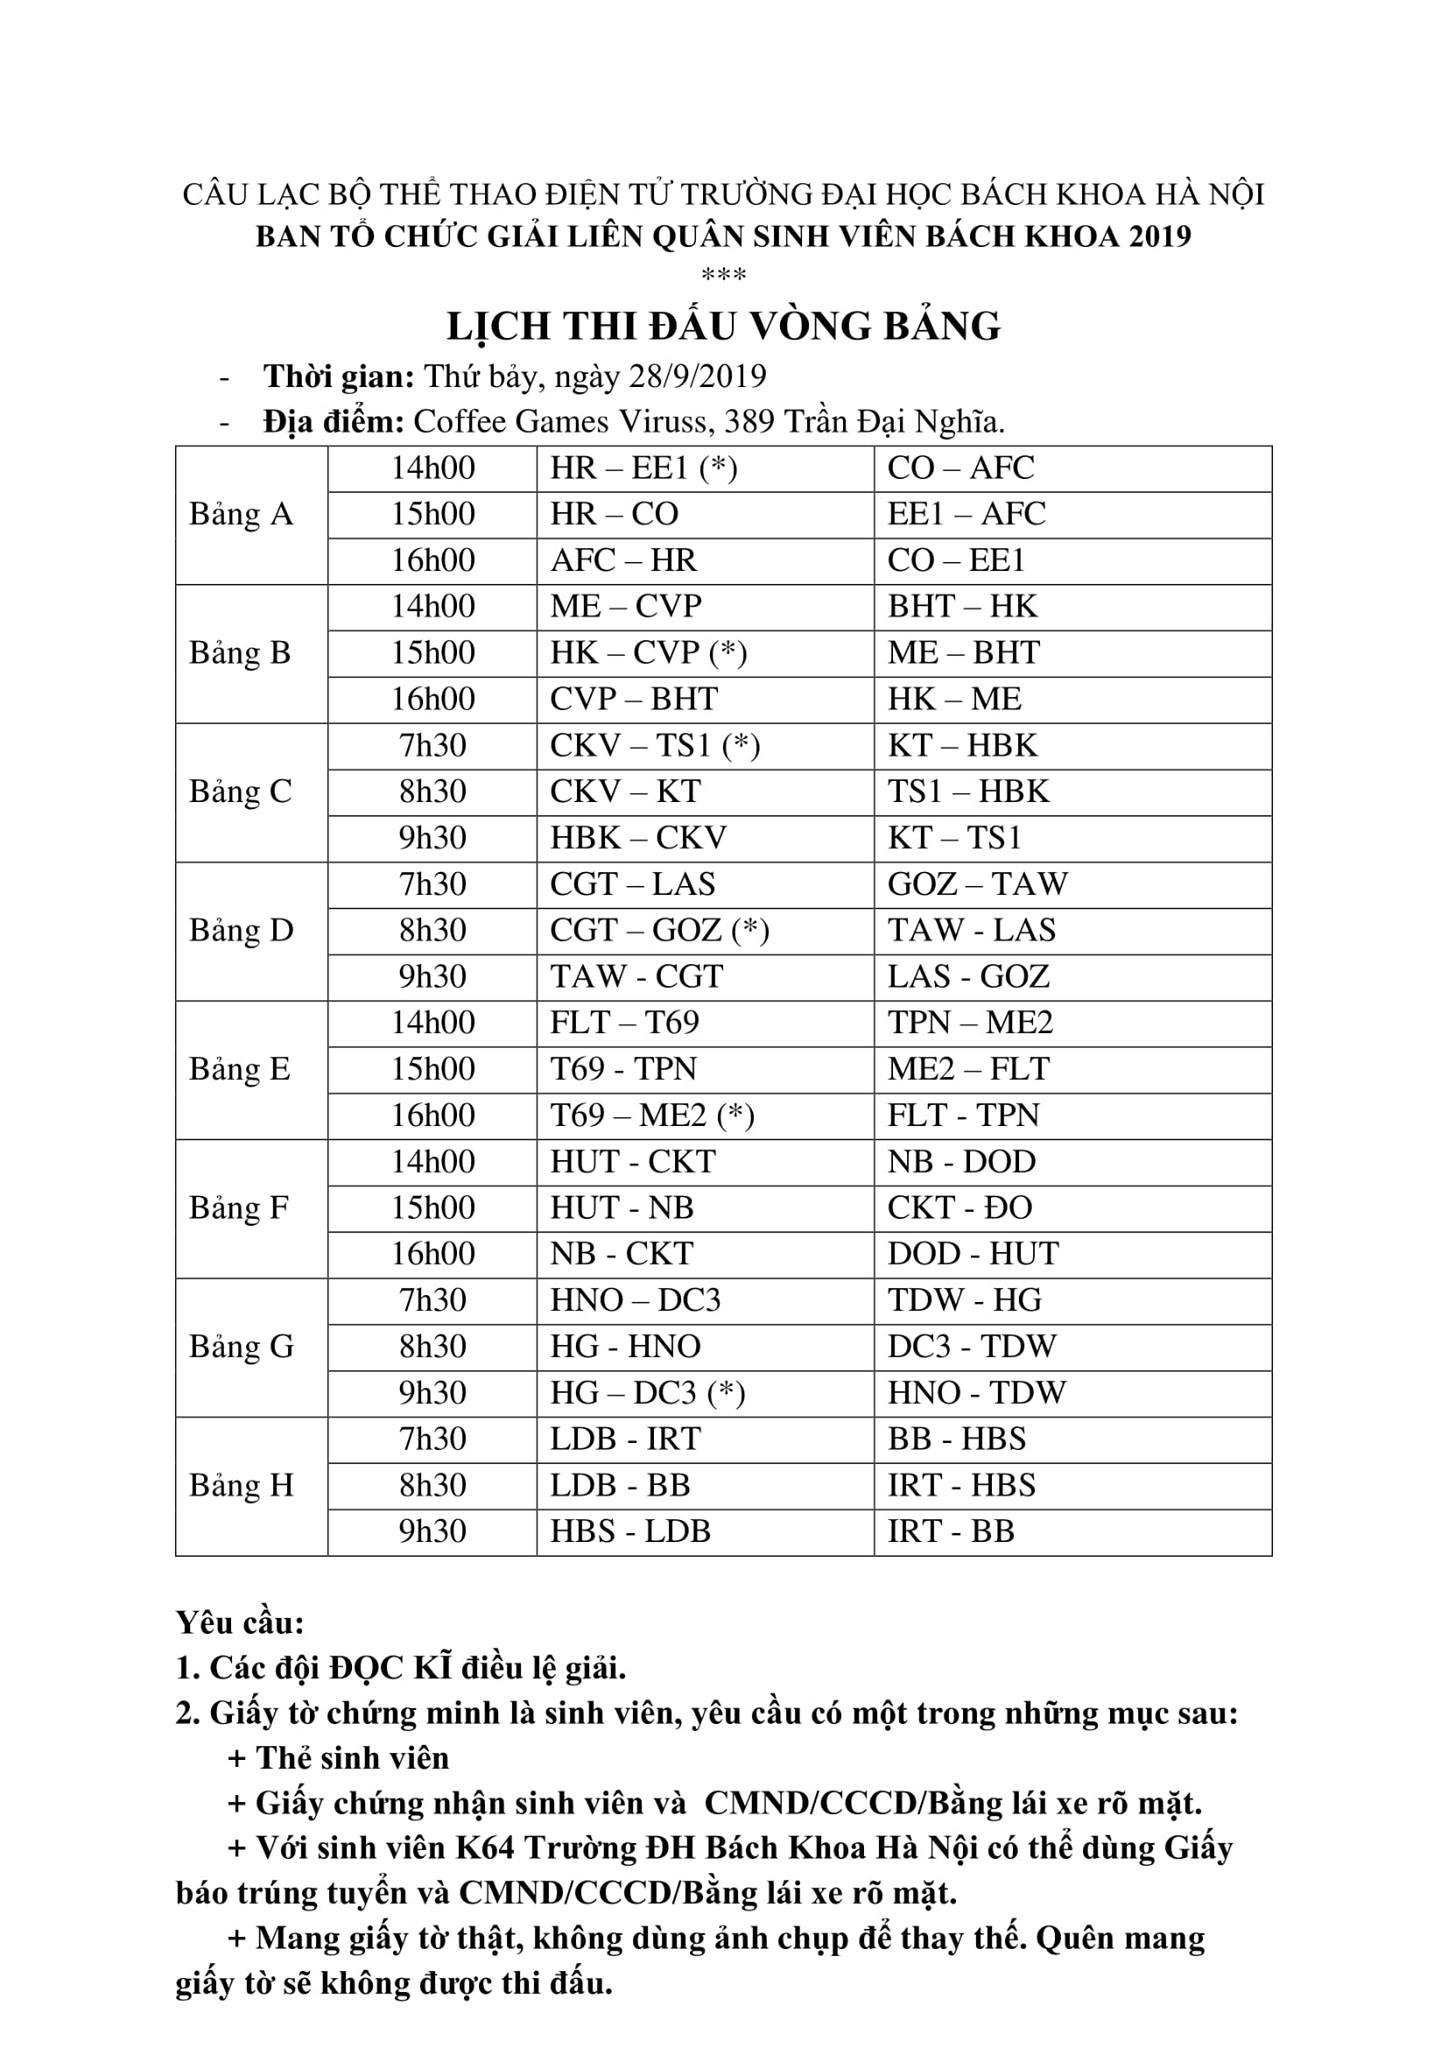 CÂU LẠC BỘ THỂ THAO ĐIỆN TỬ TRƯỜNG ĐẠI HỌC BÁCH KHOA HÀ NỘI
BAN TỔ CHỨC GIẢI LIÊN QUÂN SINH VIÊN BÁCH KHOA 2019
***
LỊCH THI ĐẤU VÒNG BẢNG
- Thời gian: Thứ bảy, ngày 28/9/2019
- Địa điểm: Coffee Games Viruss, 389 Trần Đại Nghĩa.
14h00 HR – EE1 (*) CO – AFC
Bảng A 15h00 HR – CO EE1 – AFC
16h00 AFC – HR CO – EE1
14h00 ME – CVP BHT – HK
Bảng B 15h00 HK – CVP (*) ME – BHT
16h00 CVP – BHT HK – ME
7h30 CKV – TS1 (*) KT – HBK
Bảng C 8h30 CKV – KT TS1 – HBK
9h30 HBK – CKV KT – TS1
7h30 CGT – LAS GOZ – TAW
Bảng D 8h30 CGT – GOZ (*) TAW - LAS
9h30 TAW - CGT LAS - GOZ
14h00 FLT – T69 TPN – ME2
Bảng E 15h00 T69 - TPN ME2 – FLT
16h00 T69 – ME2 (*) FLT - TPN
14h00 HUT - CKT NB - DOD
Bảng F 15h00 HUT - NB CKT - ĐO
16h00 NB - CKT DOD - HUT
7h30 HNO – DC3 TDW - HG
Bảng G 8h30 HG - HNO DC3 - TDW
9h30 HG – DC3 (*) HNO - TDW
7h30 LDB - IRT BB - HBS
Bảng H 8h30 LDB - BB IRT - HBS
9h30 HBS - LDB IRT - BB
Yêu cầu:
1. Các đội ĐỌC KĨ điều lệ giải.
2. Giấy tờ chứng minh là sinh viên, yêu cầu có một trong những mục sau:
+ Thẻ sinh viên
+ Giấy chứng nhận sinh viên và CMND/CCCD/Bằng lái xe rõ mặt.
+ Với sinh viên K64 Trường ĐH Bách Khoa Hà Nội có thể dùng Giấy
báo trúng tuyển và CMND/CCCD/Bằng lái xe rõ mặt.
+ Mang giấy tờ thật, không dùng ảnh chụp để thay thế. Quên mang
giấy tờ sẽ không được thi đấu.